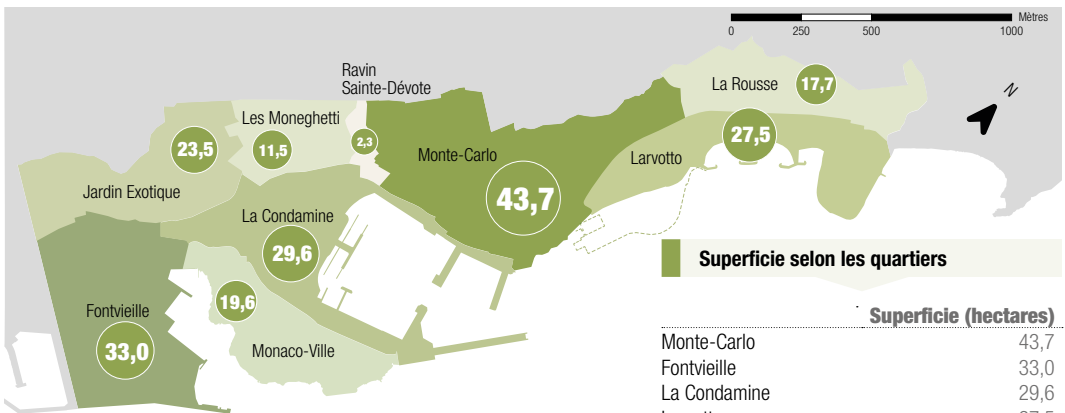 Mètres
0 250 500 1000
N
Ravin
Sainte-Dévote
La Rousse
17,7
Les Moneghetti
23,5
11,5
2,3
27,5
Monte-Carlo
Larvotto
Jardin Exotique
43,7
La Condamine
29,6
19,6
Fontvieille
33,0
Monaco-Ville
Superficie selon les quartiers
Superficie (hectares)
Monte-Carlo 43,7
Fontvieille 33,0
La Condamine 29,6